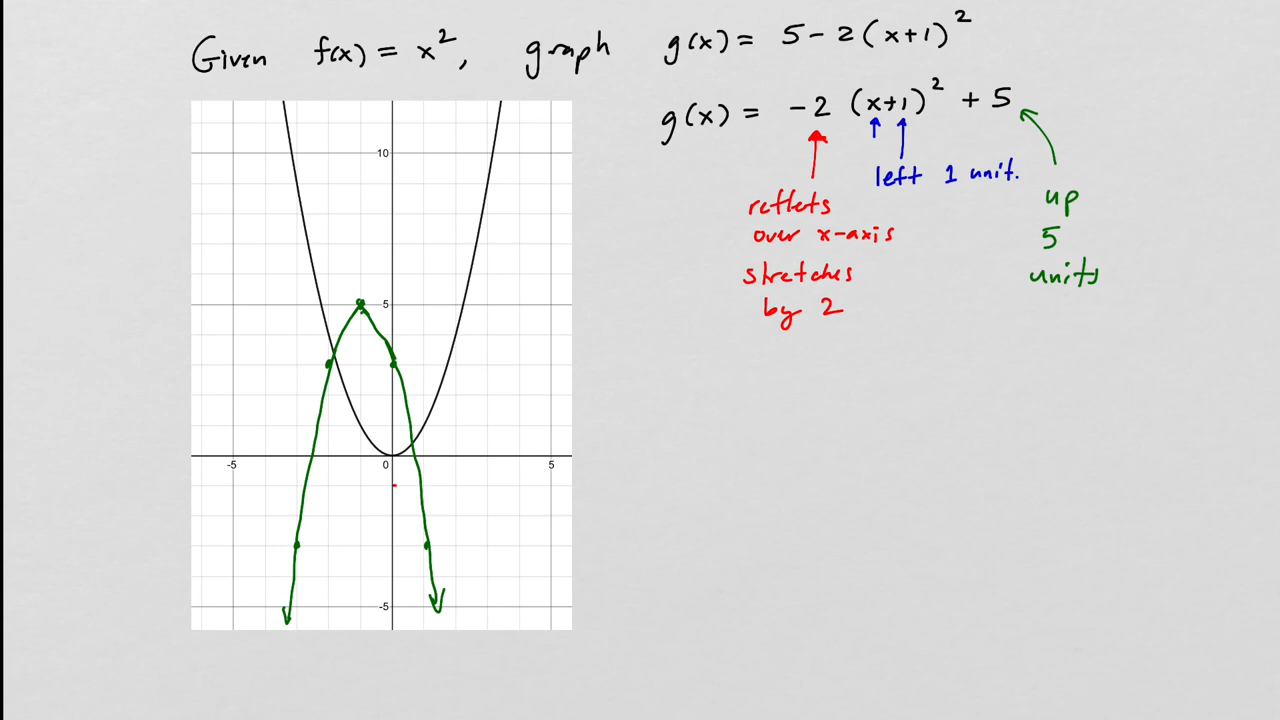 Given f(x) = x², graph g(x) = 5 - 2(x+1)²
g(x) = -2 (x+1)² + 5
left 1 unit.
reflets
over x-axis
stretches
by 2
up
5
units
10
5
-5
0
5
-5